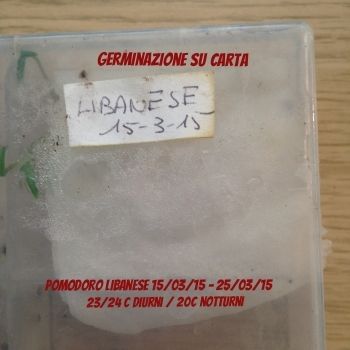 GERMINAZIONE SU CARTA
LIBANESE
15-3-15
POMODORO LIBANESE 15/03/15 - 25/03/15
23/24 C DIURNI / 20C NOTTURNI